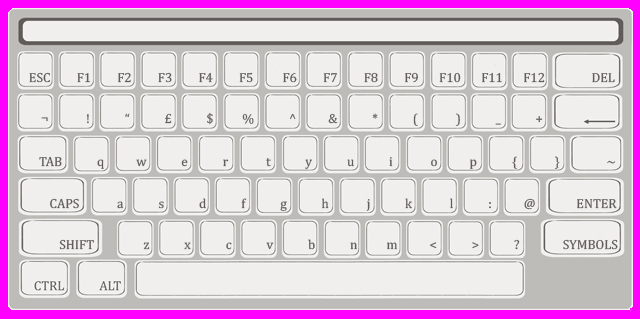 ESC F1 F2 F3 F4 F5 F6 F7 F8 F9 F10 F11 F12 DEL
¬ ! “ £ $ % ^ & * ( ) _ + ←
TAB q w e r t y u i o p { } ~
CAPS a s d f g h j k l : @ ENTER
SHIFT z x c v b n m < > ? SYMBOLS
CTRL ALT